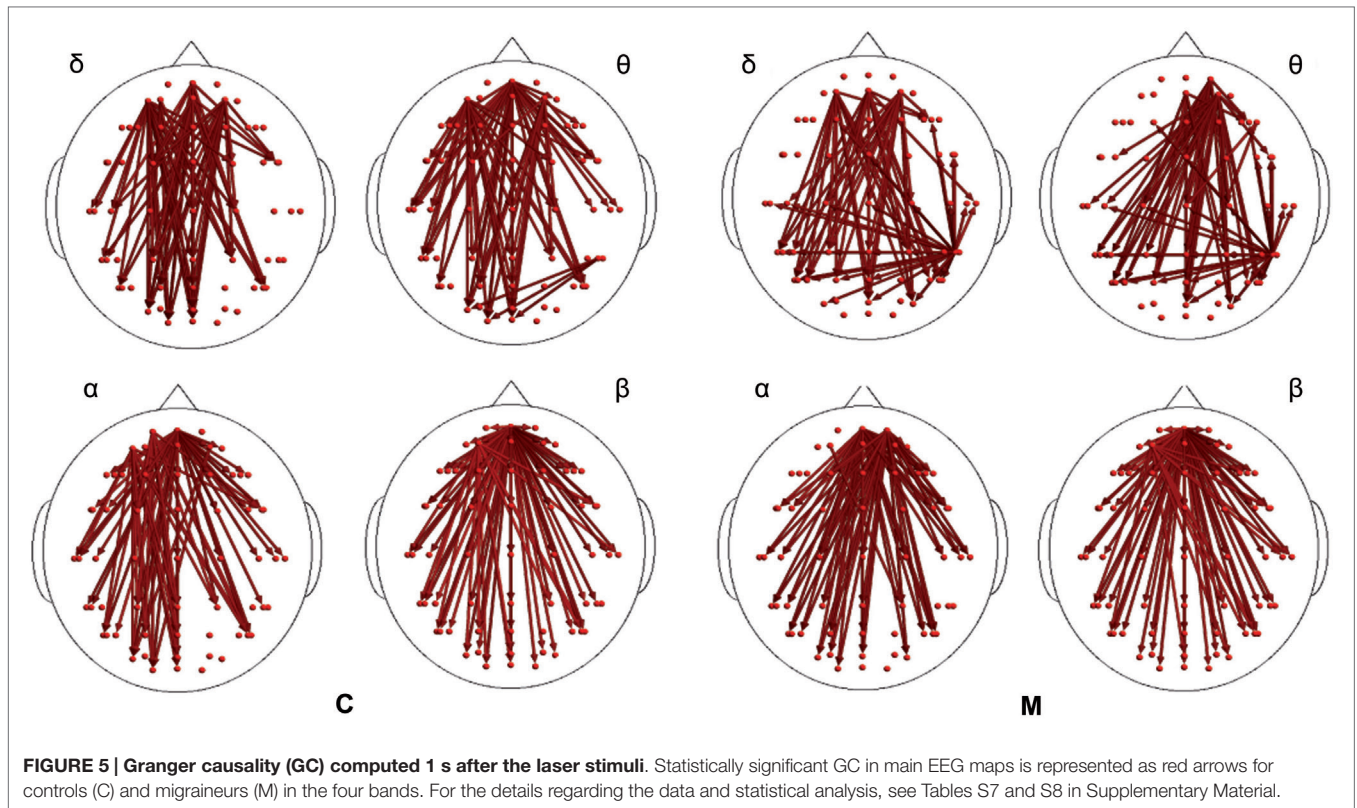 δ θ δ θ
α β α β
C M
FIGURE 5 | Granger causality (GC) computed 1 s after the laser stimuli. Statistically significant GC in main EEG maps is represented as red arrows for
controls (C) and migraineurs (M) in the four bands. For the details regarding the data and statistical analysis, see Tables S7 and S8 in Supplementary Material.